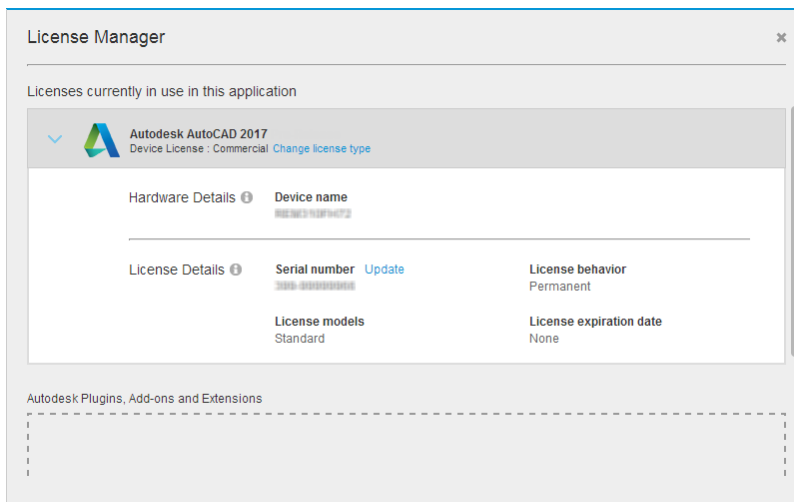 License Manager
Licenses currently in use in this application
Autodesk AutoCAD 2017
Device License : Commercial Change license type
Hardware Details
Device name
License Details
Serial number Update
License behavior
Permanent
License models
Standard
License expiration date
None
Autodesk Plugins, Add-ons and Extensions